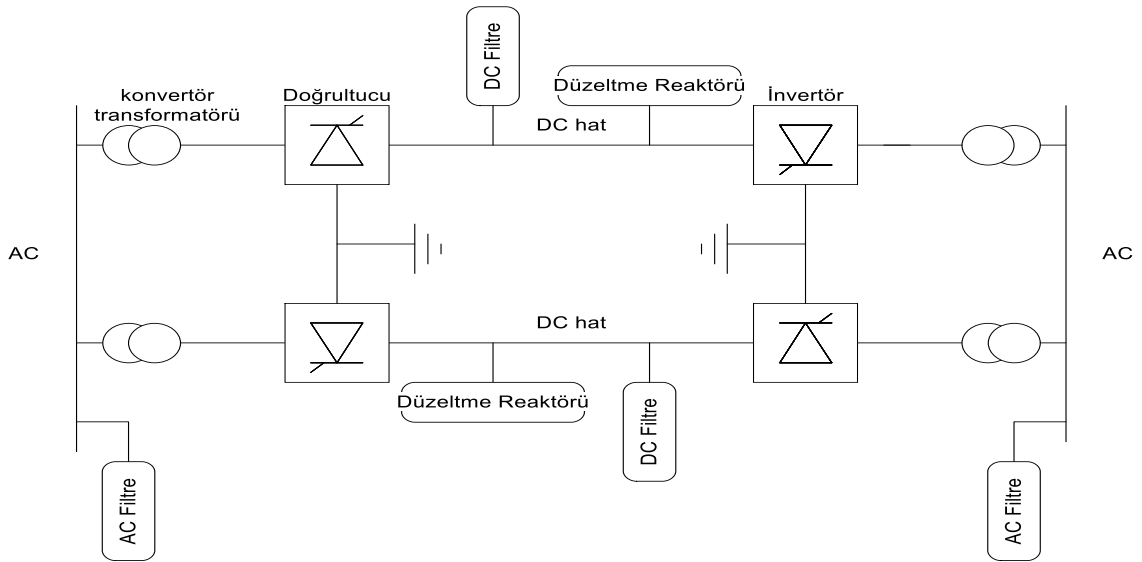 DC Filtre
Düzeltme Reaktörü
konvertör
transformatörü
Doğrultucu
İnvertör
DC hat
AC
AC
DC hat
Düzeltme Reaktörü
DC Filtre
AC Filtre
AC Filtre